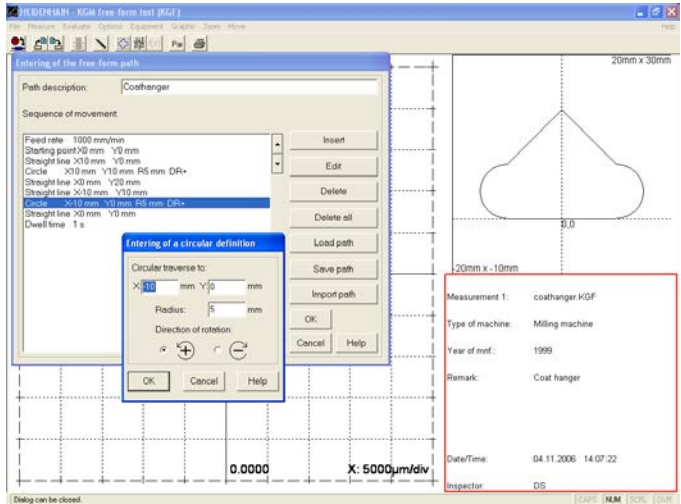 HEIDENHAIN - KGM free-form test (KGF)
File Measure Evaluate Options Equipment Graphic Zoom Move Help
Par
Entering of the free-form path
Path description: Coathanger
Sequence of movement:
Feed rate 1000 mm/min
Starting point X0 mm Y0 mm
Straight line X10 mm Y0 mm
Circle X10 mm Y10 mm R5 mm DR+
Straight line X0 mm Y20 mm
Straight line X-10 mm Y10 mm
Circle X-10 mm Y0 mm R5 mm DR+
Straight line X0 mm Y0 mm
Dwell time 1 s
Insert
Edit
Delete
Delete all
Load path
Save path
Import path
OK
Cancel Help
Entering of a circular definition
Circular traverse to:
X: -10 mm Y: 0 mm
Radius: 5 mm
Direction of rotation:
OK Cancel Help
0.0000 X: 5000µm/div
20mm x 30mm
0,0
-20mm x -10mm
Measurement 1: coathanger.KGF
Type of machine: Milling machine
Year of mnf.: 1999
Remark: Coat hanger
Date/Time: 04.11.2006 14:07:22
Inspector: DS
Dialog can be closed. CAPS NUM SCRL OVR